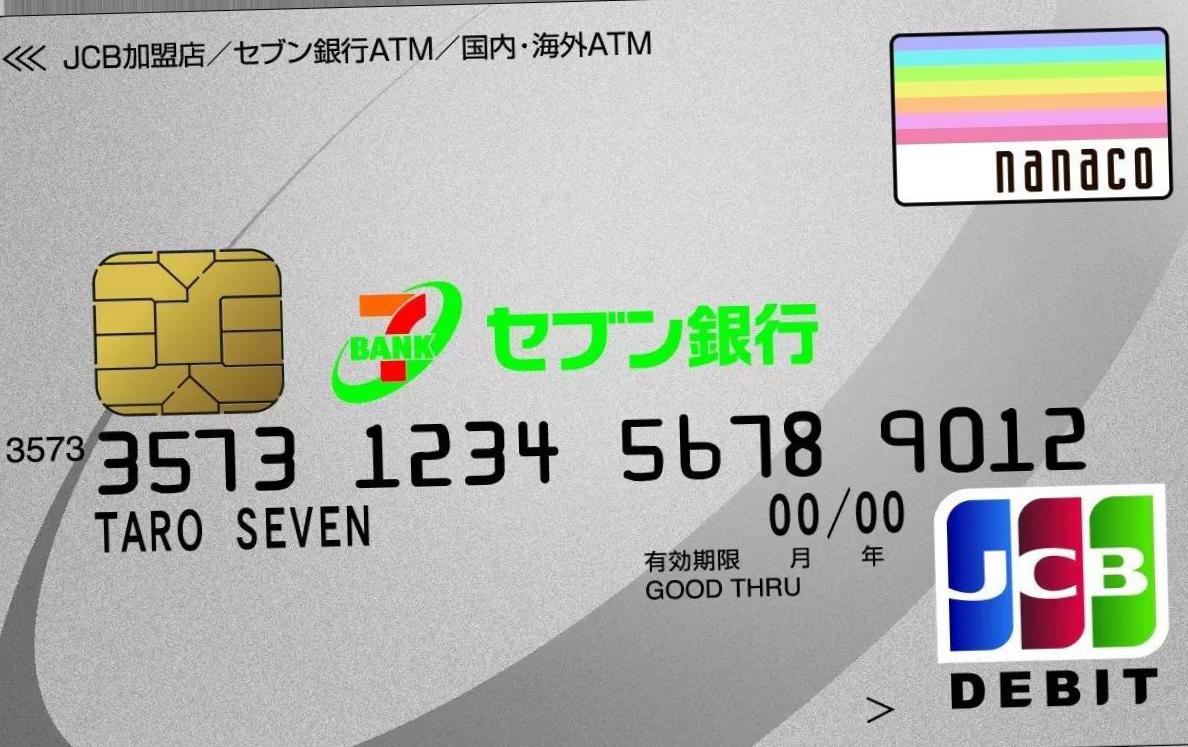 <<< JCB加盟店／セブン銀行ATM／国内・海外ATM
nanaco
7 BANK セブン銀行
3573 3573 1234 5678 9012
TARO SEVEN
00/00
有効期限 月 年
GOOD THRU
JCB
DEBIT
>